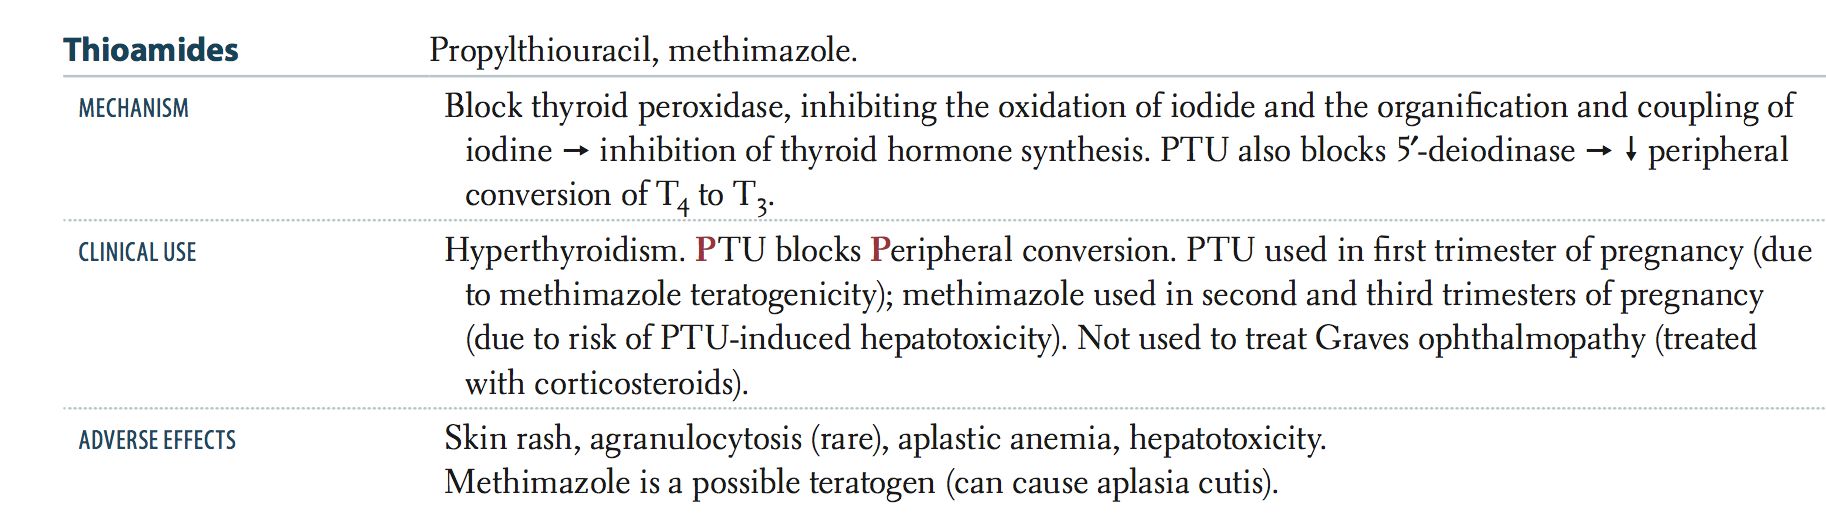 Thioamides Propylthiouracil, methimazole.
MECHANISM Block thyroid peroxidase, inhibiting the oxidation of iodide and the organification and coupling of
iodine → inhibition of thyroid hormone synthesis. PTU also blocks 5′-deiodinase → ↓ peripheral
conversion of T4 to T3.
CLINICAL USE Hyperthyroidism. PTU blocks Peripheral conversion. PTU used in first trimester of pregnancy (due
to methimazole teratogenicity); methimazole used in second and third trimesters of pregnancy
(due to risk of PTU-induced hepatotoxicity). Not used to treat Graves ophthalmopathy (treated
with corticosteroids).
ADVERSE EFFECTS Skin rash, agranulocytosis (rare), aplastic anemia, hepatotoxicity.
Methimazole is a possible teratogen (can cause aplasia cutis).